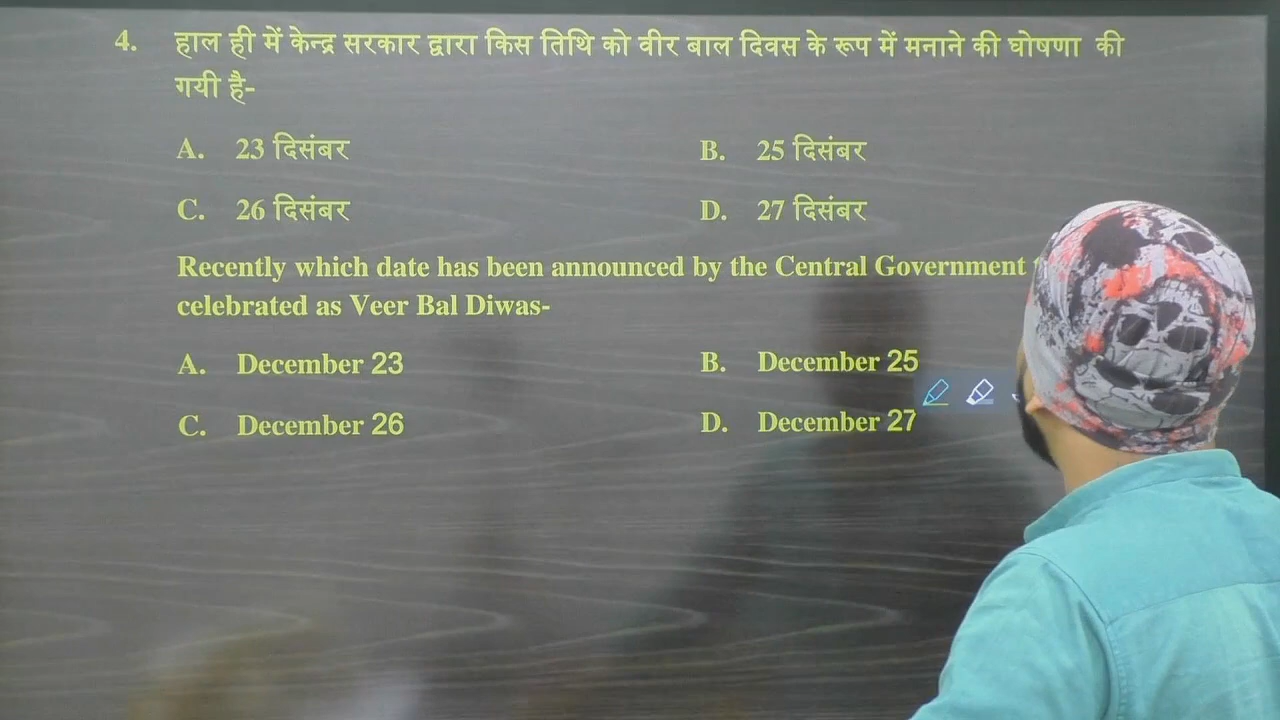 4. हाल ही में केन्द्र सरकार द्वारा किस तिथि को वीर बाल दिवस के रूप में मनाने की घोषणा की
गयी है-
A. 23 दिसंबर B. 25 दिसंबर
C. 26 दिसंबर D. 27 दिसंबर
Recently which date has been announced by the Central Government
celebrated as Veer Bal Diwas-
A. December 23 B. December 25
C. December 26 D. December 27